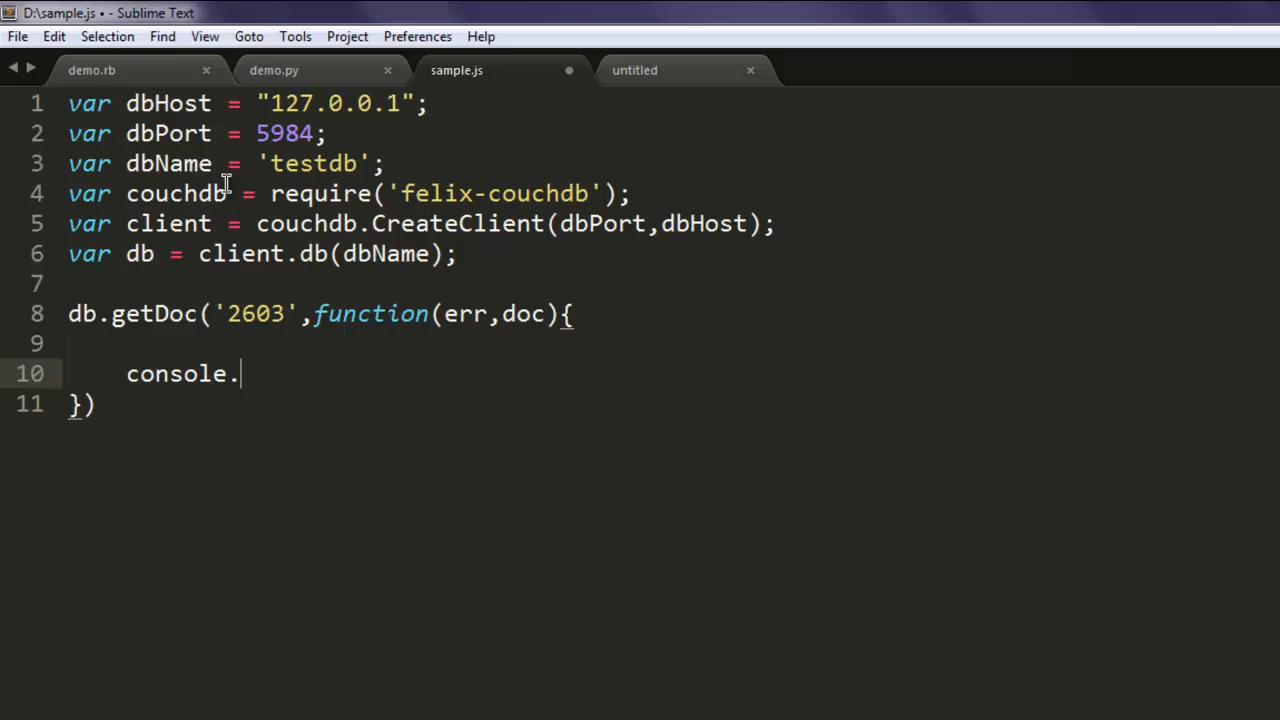 D:\sample.js • - Sublime Text
File Edit Selection Find View Goto Tools Project Preferences Help
demo.rb demo.py sample.js untitled
1 var dbHost = "127.0.0.1";
2 var dbPort = 5984;
3 var dbName = 'testdb';
4 var couchdb = require('felix-couchdb');
5 var client = couchdb.CreateClient(dbPort,dbHost);
6 var db = client.db(dbName);
7
8 db.getDoc('2603',function(err,doc){
9
10 console.
11 })